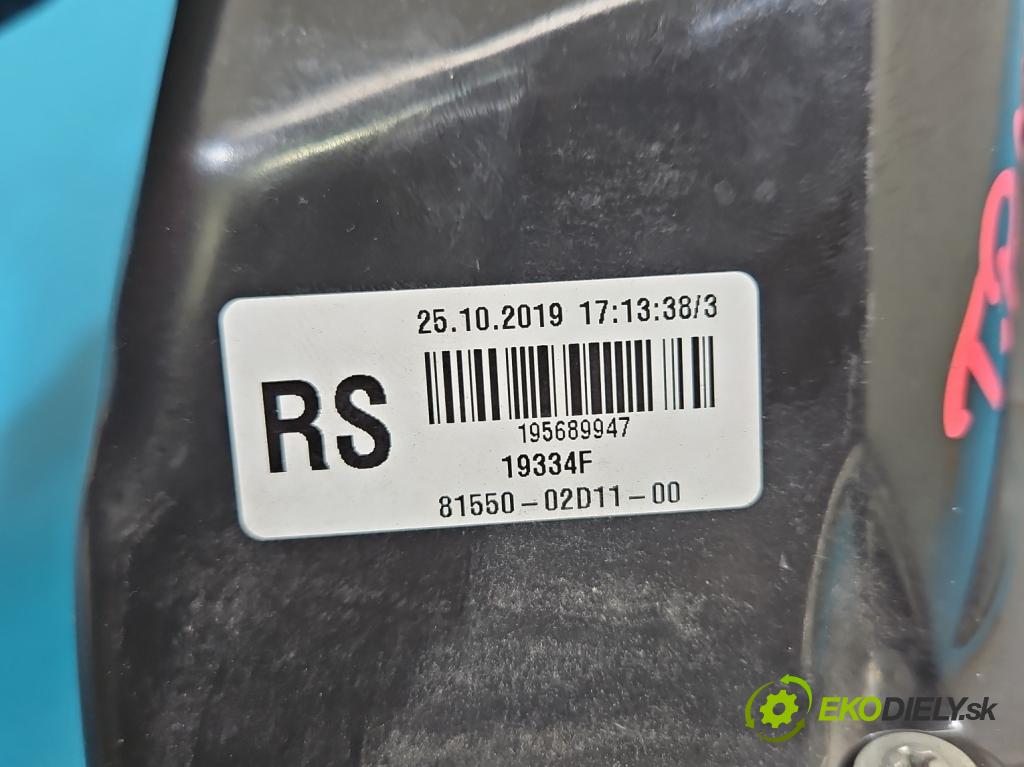 25.10.2019 17:13:38/3
RS
195689947
19334F
81550-02D11-00
EKODIELY.sk